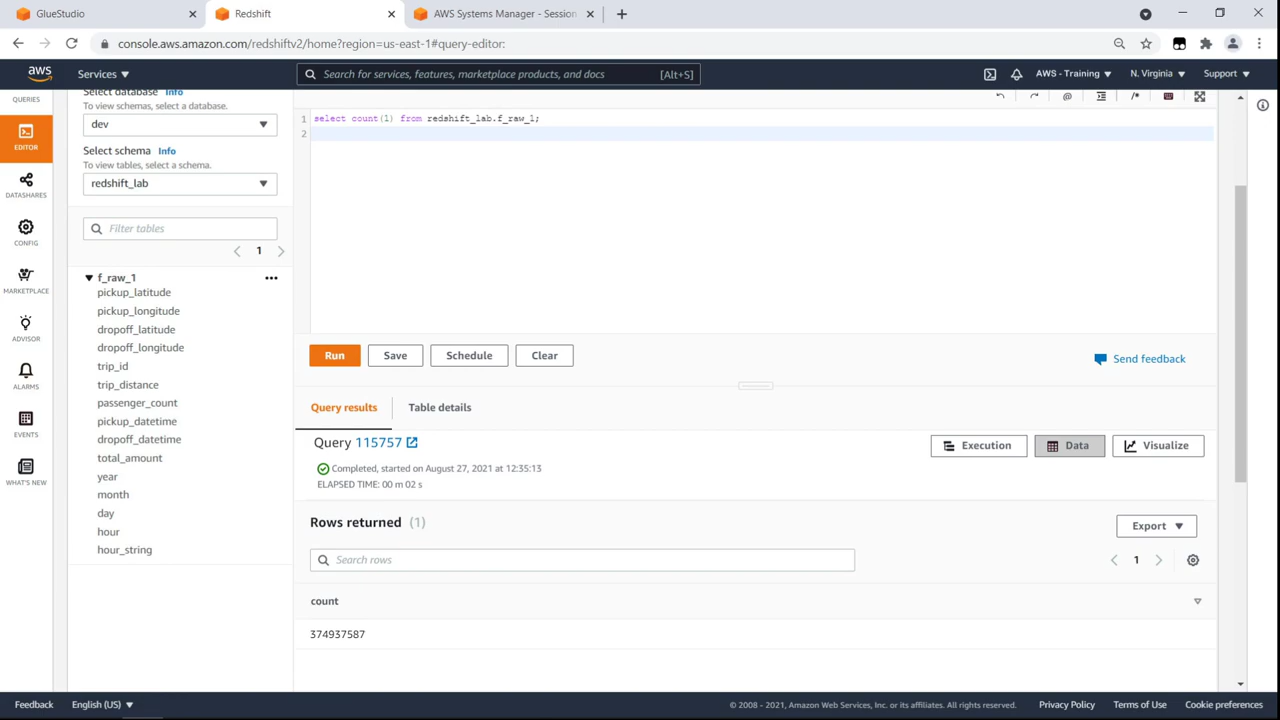 GlueStudio
Redshift
AWS Systems Manager - Session
console.aws.amazon.com/redshiftv2/home?region=us-east-1#query-editor:
aws
Services
Search for services, features, marketplace products, and docs
[Alt+S]
AWS - Training
N. Virginia
Support
QUERIES
EDITOR
DATASHARES
CONFIG
MARKETPLACE
ADVISOR
ALARMS
EVENTS
WHAT'S NEW
Select database Info
To view schemas, select a database.
dev
Select schema Info
To view tables, select a schema.
redshift_lab
Filter tables
1
f_raw_1
pickup_latitude
pickup_longitude
dropoff_latitude
dropoff_longitude
trip_id
trip_distance
passenger_count
pickup_datetime
dropoff_datetime
total_amount
year
month
day
hour
hour_string
1 select count(1) from redshift_lab.f_raw_1;
2
Run
Save
Schedule
Clear
Send feedback
Query results
Table details
Query 115757
Execution
Data
Visualize
Completed, started on August 27, 2021 at 12:35:13
ELAPSED TIME: 00 m 02 s
Rows returned (1)
Export
Search rows
1
count
374937587
Feedback
English (US)
© 2008 - 2021, Amazon Web Services, Inc. or its affiliates. All rights reserved.
Privacy Policy
Terms of Use
Cookie preferences